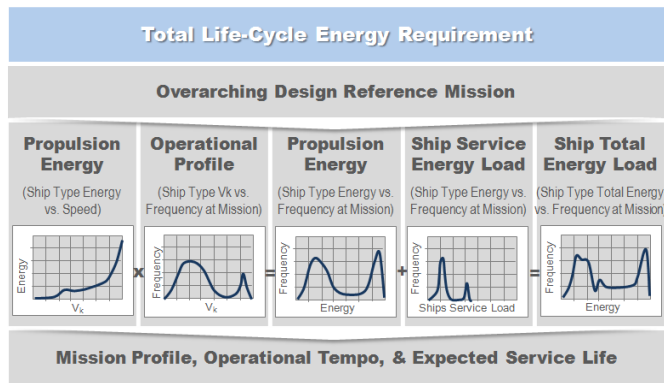 Total Life-Cycle Energy Requirement
Overarching Design Reference Mission
Propulsion
Energy
(Ship Type Energy
vs. Speed)
Energy
Vk
x
Operational
Profile
(Ship Type Vk vs.
Frequency at Mission)
Frequency
Vk
=
Propulsion
Energy
(Ship Type Energy vs.
Frequency at Mission)
Frequency
Energy
+
Ship Service
Energy Load
(Ship Type Energy vs.
Frequency at Mission)
Frequency
Ships Service Load
=
Ship Total
Energy Load
(Ship Type Total Energy
vs. Frequency at Mission)
Frequency
Energy
Mission Profile, Operational Tempo, & Expected Service Life